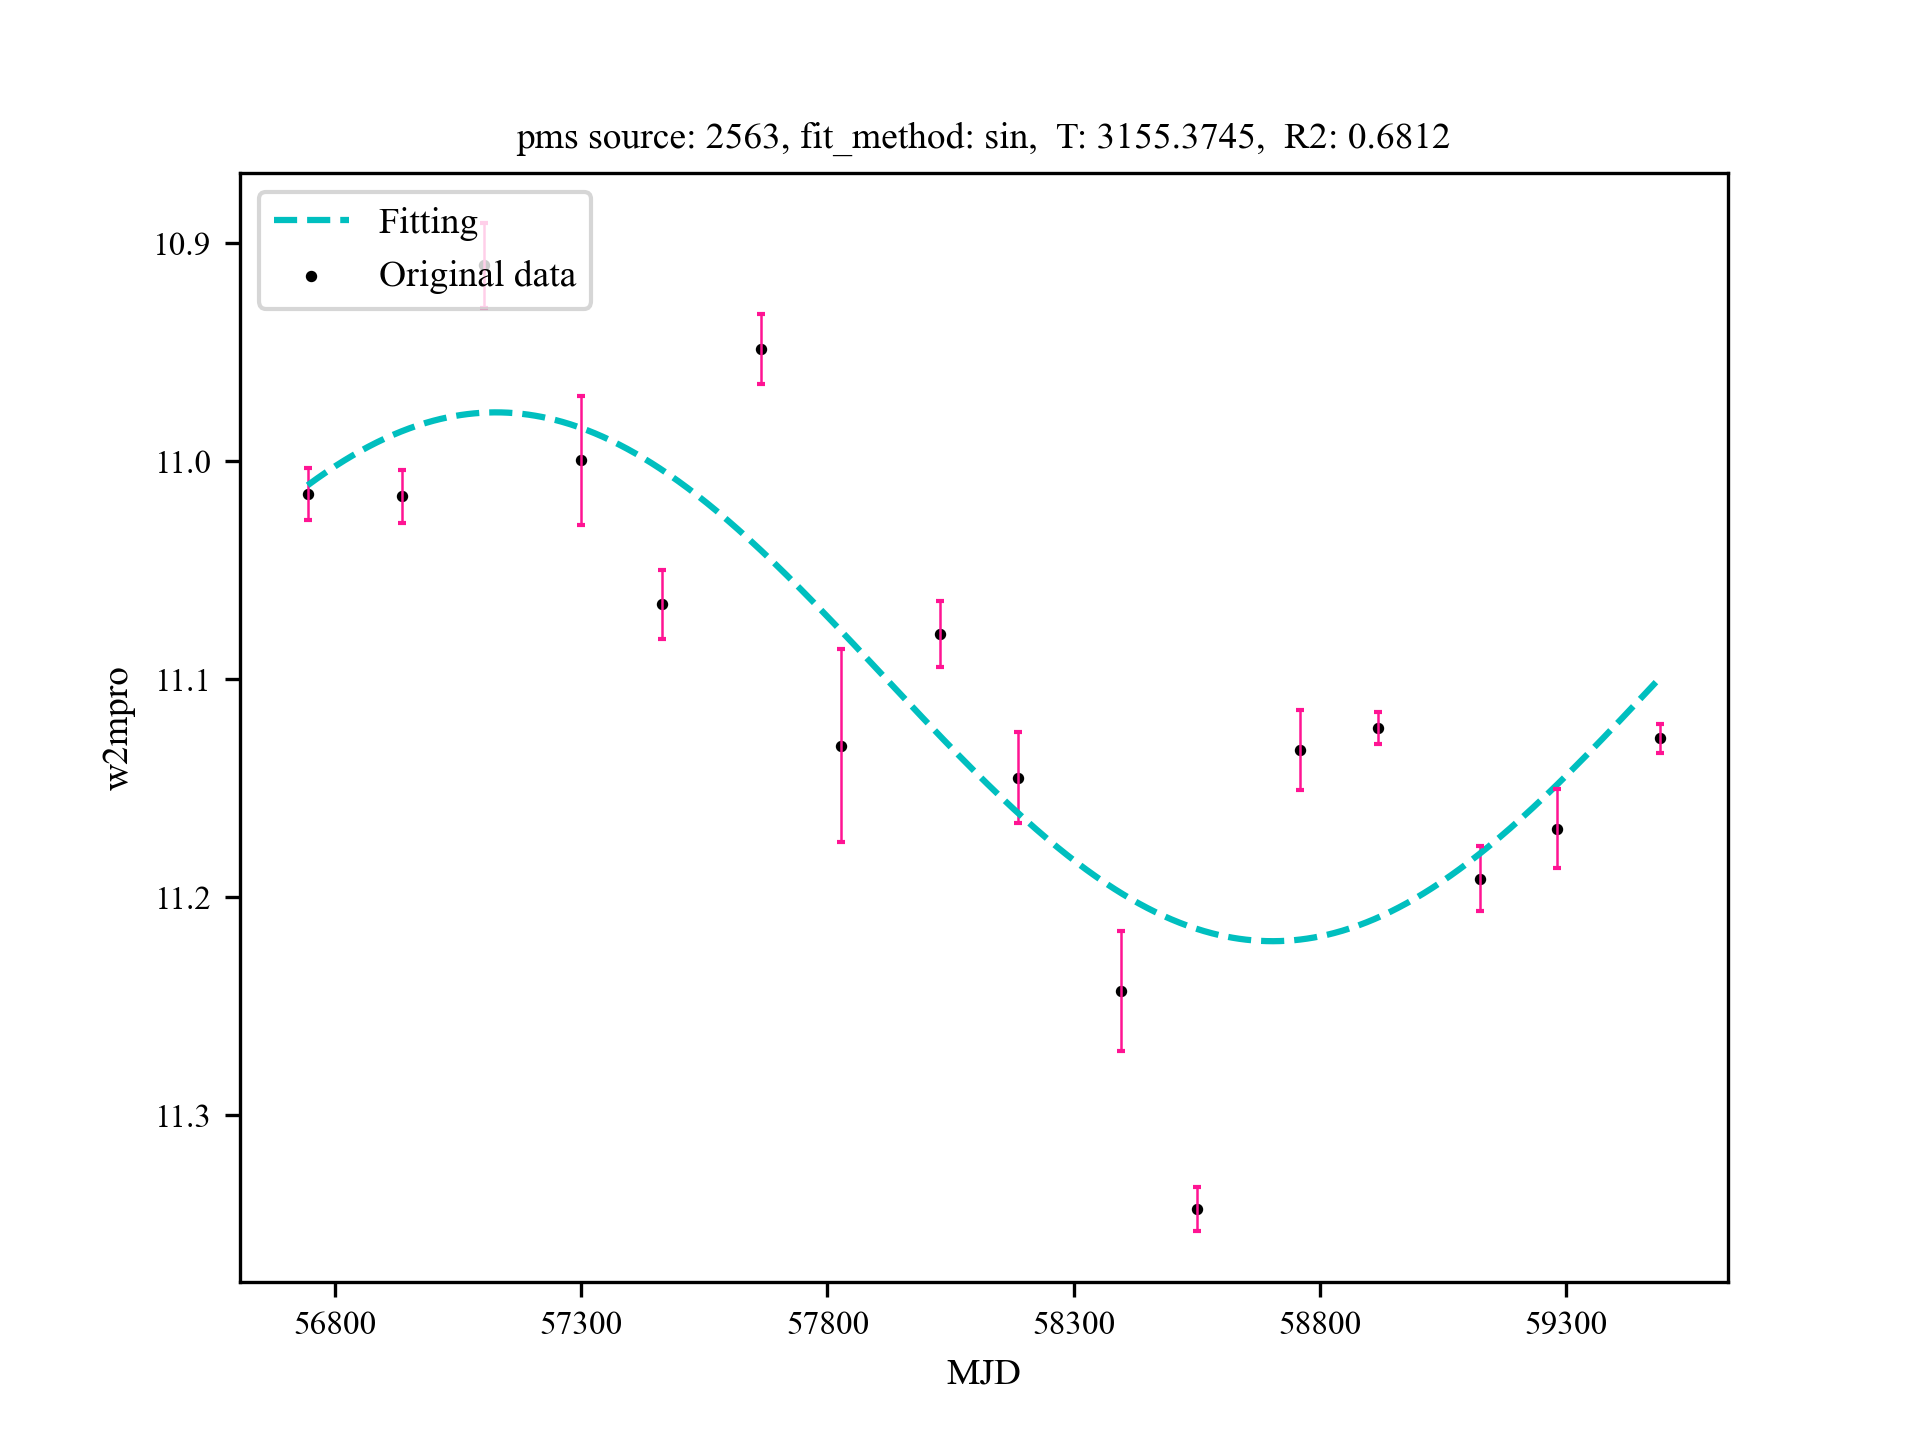 pms source: 2563, fit_method: sin,  T: 3155.3745,  R2: 0.6812
Fitting
Original data
10.9
11.0
11.1
11.2
11.3
w2mpro
56800
57300
57800
58300
58800
59300
MJD